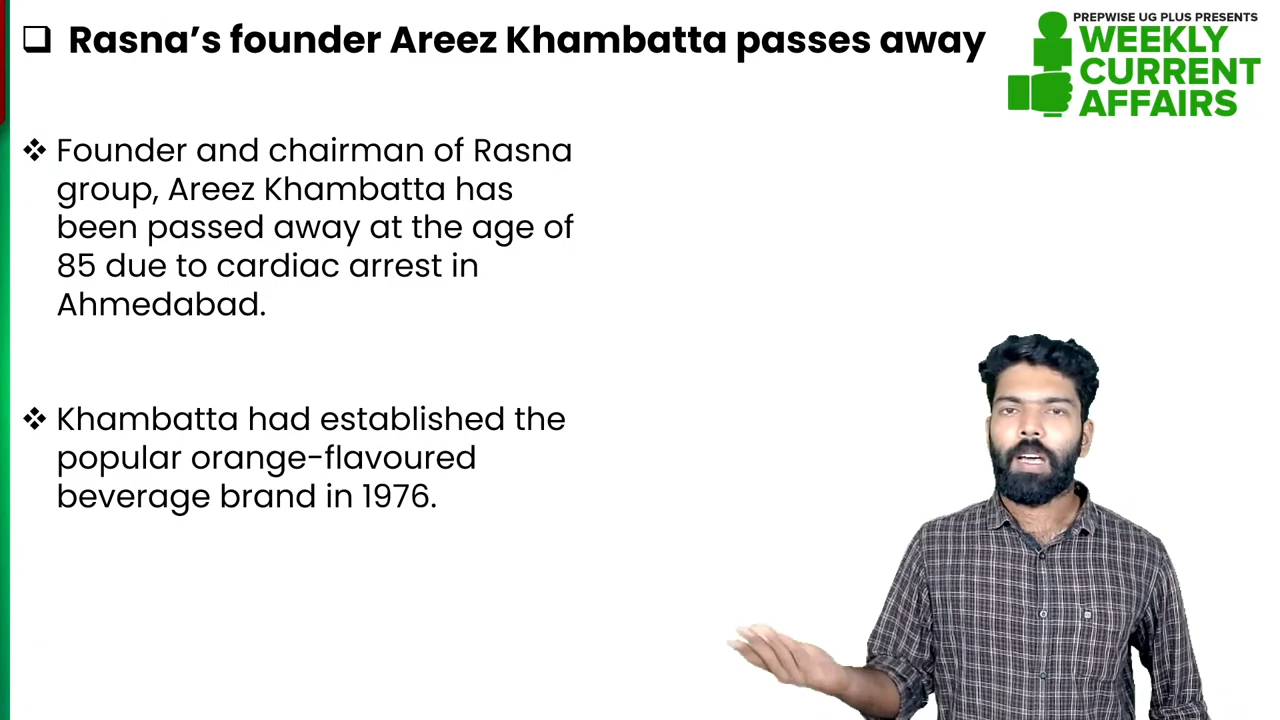 Rasna’s founder Areez Khambatta passes away
PREPWISE UG PLUS PRESENTS
WEEKLY
CURRENT
AFFAIRS
Founder and chairman of Rasna
group, Areez Khambatta has
been passed away at the age of
85 due to cardiac arrest in
Ahmedabad.
Khambatta had established the
popular orange-flavoured
beverage brand in 1976.